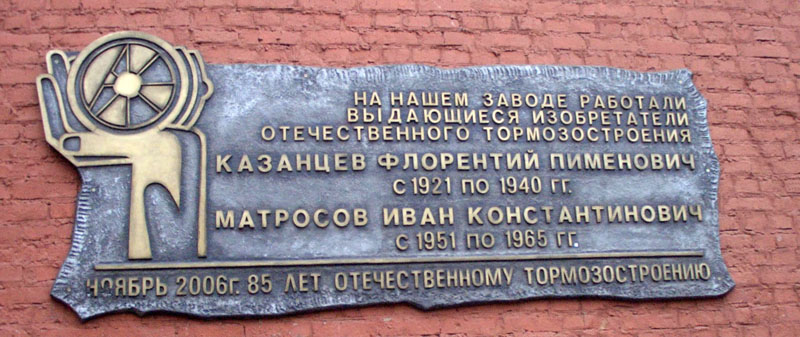 НА НАШЕМ ЗАВОДЕ РАБОТАЛИ
ВЫДАЮЩИЕСЯ ИЗОБРЕТАТЕЛИ
ОТЕЧЕСТВЕННОГО ТОРМОЗОСТРОЕНИЯ
КАЗАНЦЕВ ФЛОРЕНТИЙ ПИМЕНОВИЧ
С 1921 ПО 1940 ГГ.
МАТРОСОВ ИВАН КОНСТАНТИНОВИЧ
С 1951 ПО 1965 ГГ.
НОЯБРЬ 2006г. 85 ЛЕТ ОТЕЧЕСТВЕННОМУ ТОРМОЗОСТРОЕНИЮ